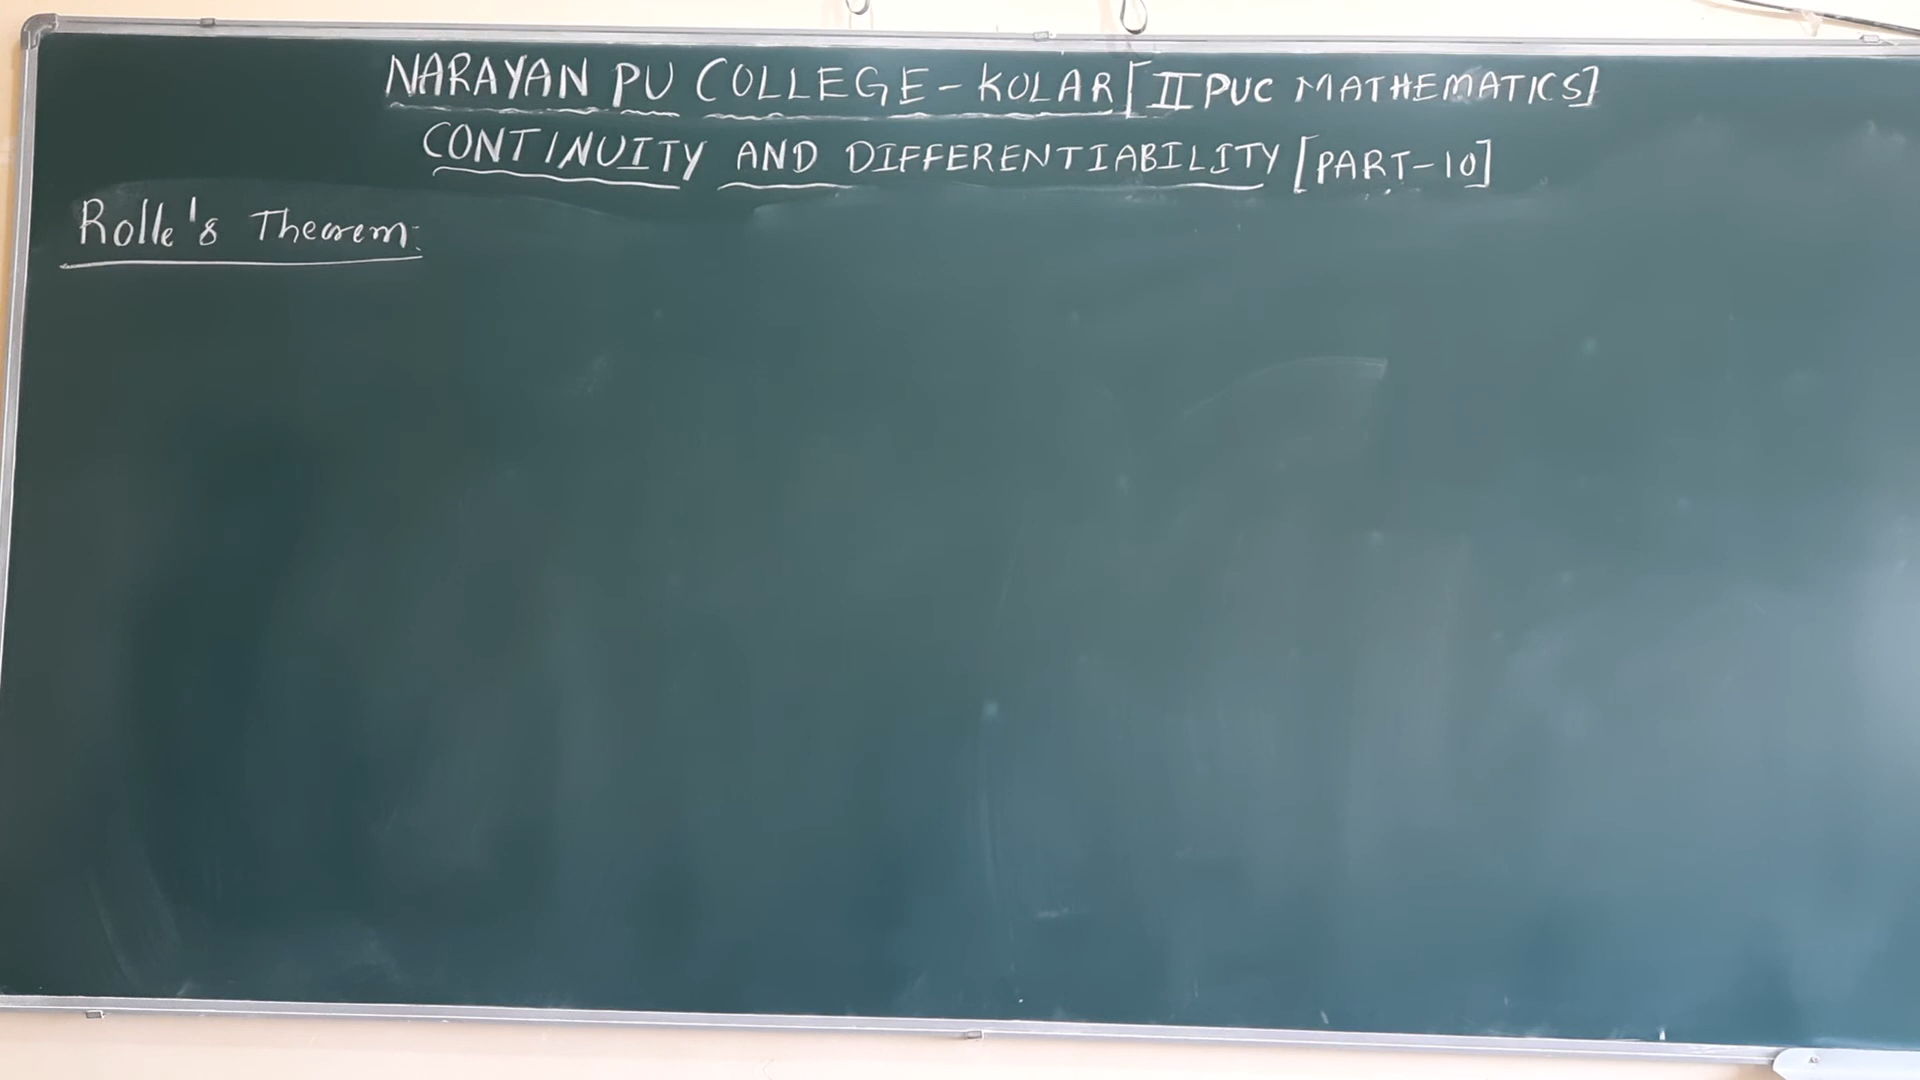 NARAYAN PU COLLEGE - KOLAR [II PUC MATHEMATICS]
CONTINUITY AND DIFFERENTIABILITY [PART-10]
Rolle's Theorem: